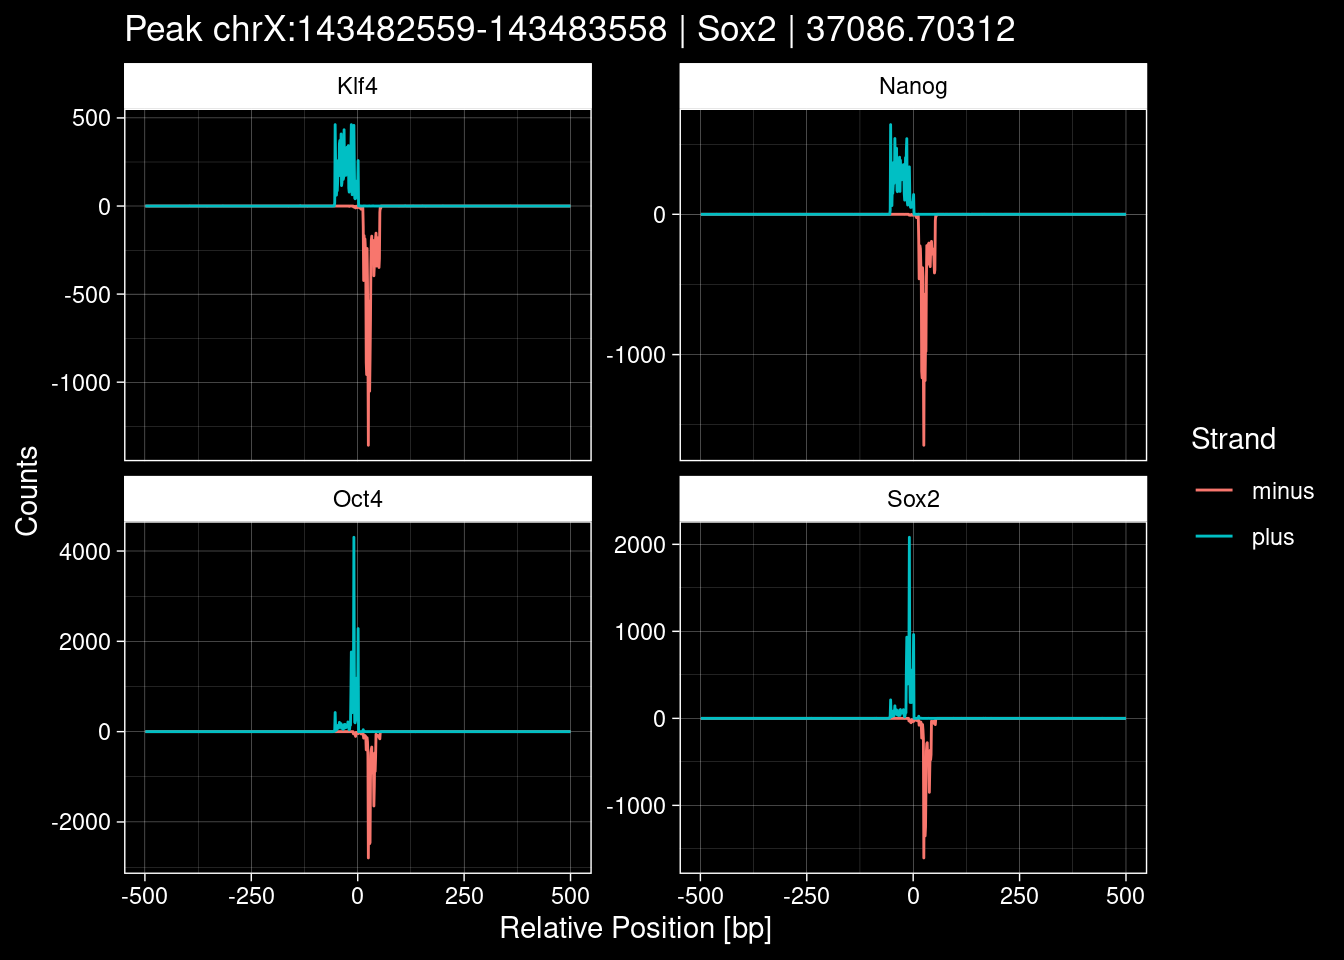 Peak chrX:143482559-143483558 | Sox2 | 37086.70312
Klf4
Nanog
500
0
-500
-1000
0
-1000
Counts
Oct4
Sox2
4000
2000
0
-2000
2000
1000
0
-1000
-500 -250 0 250 500
-500 -250 0 250 500
Relative Position [bp]
Strand
minus
plus